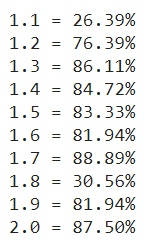 1.1 = 26.39%
1.2 = 76.39%
1.3 = 86.11%
1.4 = 84.72%
1.5 = 83.33%
1.6 = 81.94%
1.7 = 88.89%
1.8 = 30.56%
1.9 = 81.94%
2.0 = 87.50%